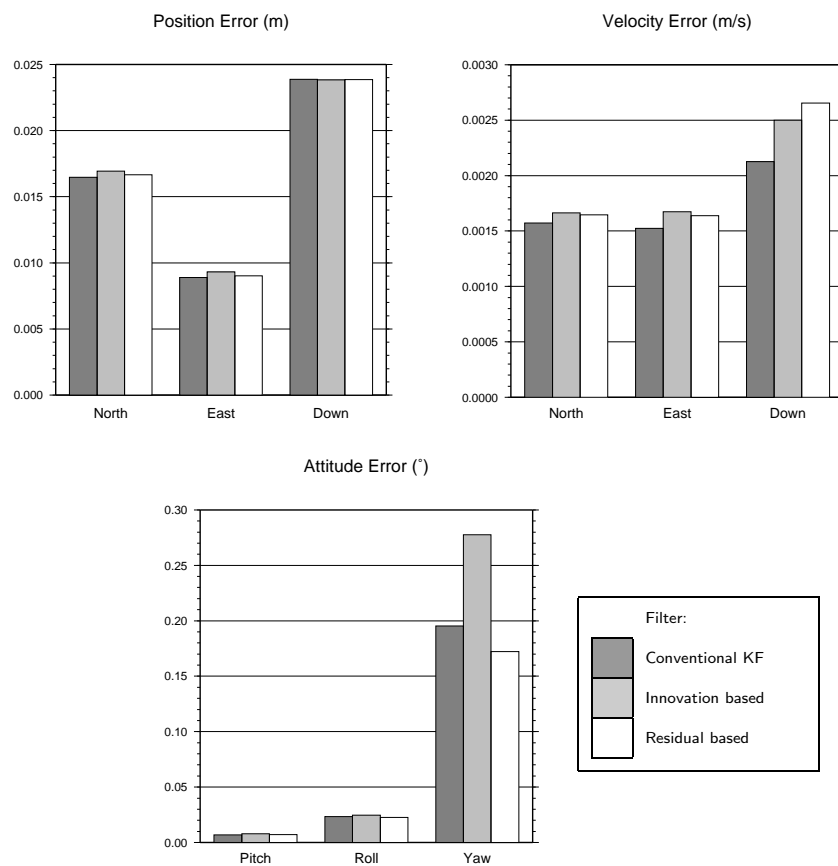 Position Error (m)
0.025
0.020
0.015
0.010
0.005
0.000
North East Down
Velocity Error (m/s)
0.0030
0.0025
0.0020
0.0015
0.0010
0.0005
0.0000
North East Down
Attitude Error (°)
0.30
0.25
0.20
0.15
0.10
0.05
0.00
Pitch Roll Yaw
Filter:
Conventional KF
Innovation based
Residual based